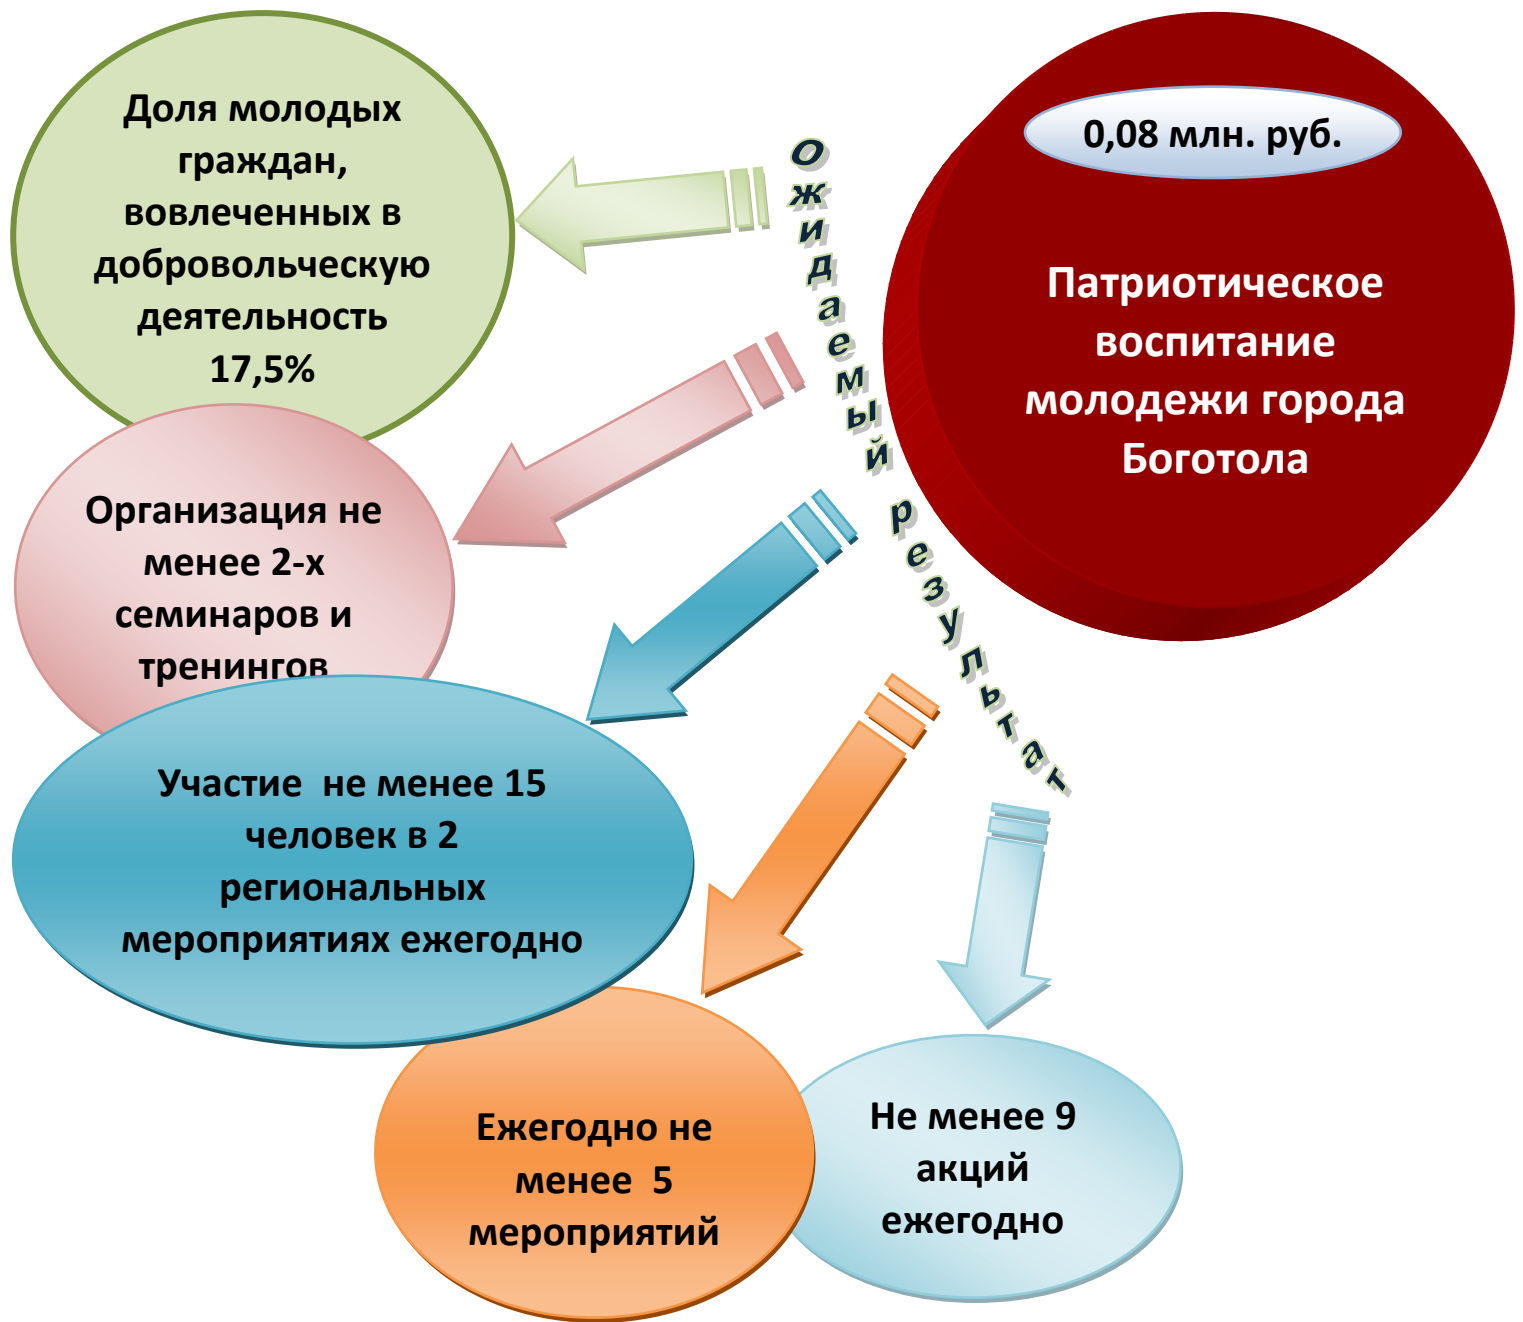 0,08 млн. руб.
Патриотическое
воспитание
молодежи города
Боготола
Ожидаемый результат
Доля молодых
граждан,
вовлеченных в
добровольческую
деятельность
17,5%
Организация не
менее 2-х
семинаров и
тренингов
Участие  не менее 15
человек в 2
региональных
мероприятиях ежегодно
Ежегодно не
менее  5
мероприятий
Не менее 9
акций
ежегодно